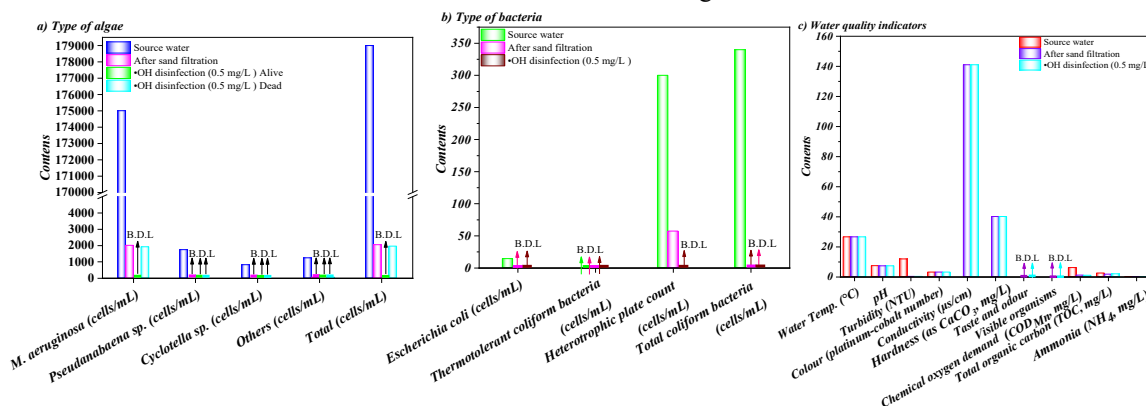 a) Type of algae
Source water
After sand filtration
•OH disinfection (0.5 mg/L ) Alive
•OH disinfection (0.5 mg/L ) Dead
Contens
179000
178000
177000
176000
175000
174000
173000
172000
171000
170000
4000
3000
2000
1000
0
B.D.L
B.D.L
B.D.L
B.D.L
B.D.L
M. aeruginosa (cells/mL)
Pseudanabaena sp. (cells/mL)
Cyclotella sp. (cells/mL)
Others (cells/mL)
Total (cells/mL)
b) Type of bacteria
Source water
After sand filtration
•OH disinfection (0.5 mg/L )
Contens
350
325
300
250
200
150
100
50
0
B.D.L
B.D.L
B.D.L
B.D.L
Escherichia coli (cells/mL)
Thermotolerant coliform bacteria
(cells/mL)
Heterotrophic plate count
(cells/mL)
Total coliform bacteria
(cells/mL)
c) Water quality indicators
Source water
After sand filtration
•OH disinfection (0.5 mg/L
Conents
160
140
120
100
80
60
40
20
0
B.D.L
B.D.L
Water Temp. (°C)
pH
Turbidity (NTU)
Colour (platinum-cobalt number)
Conductivity (μs/cm)
Hardness (as CaCO3, mg/L)
Taste and odour
Visible organisms
Chemical oxygen demand (CODMn, mg/L)
Total organic carbon (TOC, mg/L)
Ammonia (NH4, mg/L)